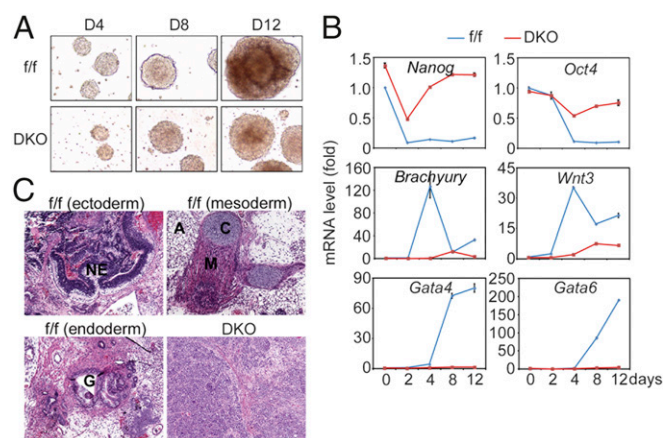 A
D4 D8 D12
f/f
DKO
B
f/f DKO
mRNA level (fold)
Nanog
1.5
1.0
0.5
0
Oct4
1.5
1.0
0.5
0
Brachyury
160
120
80
40
0
Wnt3
45
30
15
0
Gata4
90
60
30
0
0 2 4 8 12
Gata6
250
200
150
100
50
0
0 2 4 8 12 days
C
f/f (ectoderm) f/f (mesoderm)
NE
A C
M
f/f (endoderm) DKO
G